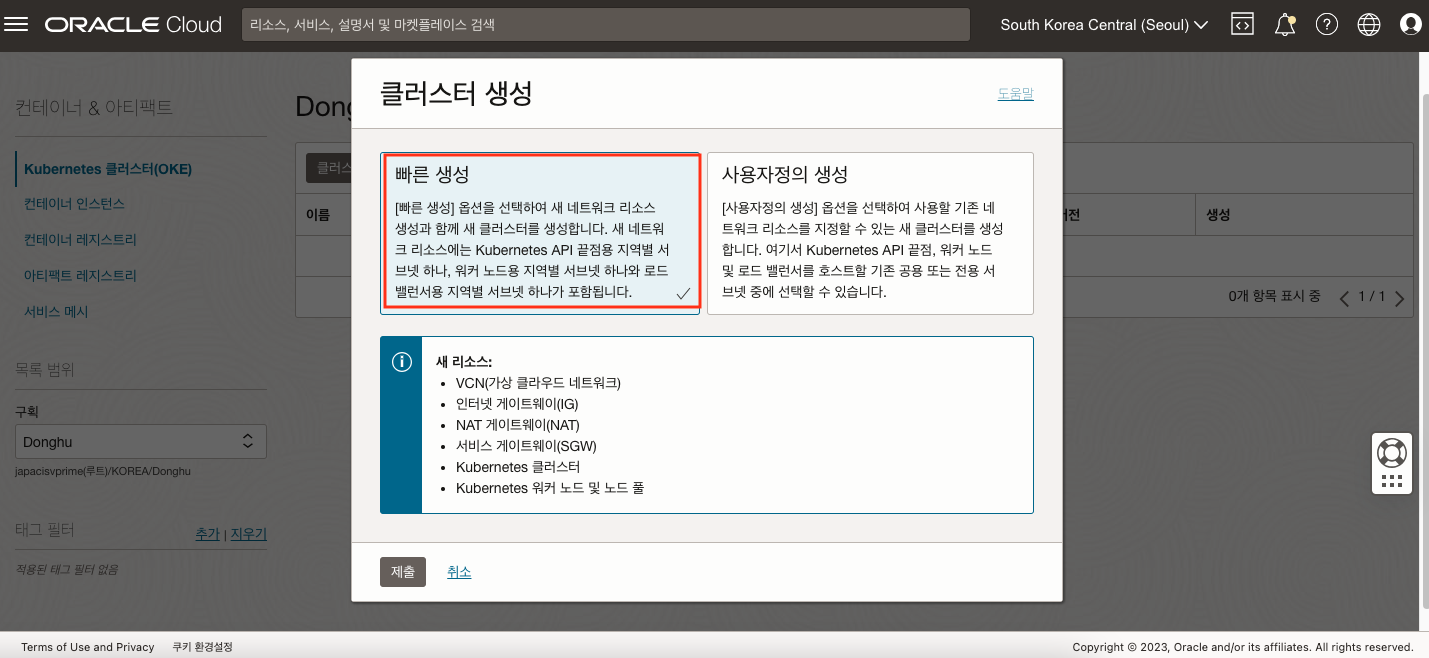 ORACLE Cloud
리소스, 서비스, 설명서 및 마켓플레이스 검색
South Korea Central (Seoul)
컨테이너 & 아티팩트
Kubernetes 클러스터(OKE)
컨테이너 인스턴스
컨테이너 레지스트리
아티팩트 레지스트리
서비스 메시
목록 범위
구획
Donghu
japacisvprime(루트)/KOREA/Donghu
태그 필터
추가 | 지우기
적용된 태그 필터 없음
이름
생성
0개 항목 표시 중
1 / 1
클러스터 생성
도움말
빠른 생성
[빠른 생성] 옵션을 선택하여 새 네트워크 리소스
생성과 함께 새 클러스터를 생성합니다. 새 네트워
크 리소스에는 Kubernetes API 끝점용 지역별 서
브넷 하나, 워커 노드용 지역별 서브넷 하나와 로드
밸런서용 지역별 서브넷 하나가 포함됩니다.
사용자정의 생성
[사용자정의 생성] 옵션을 선택하여 사용할 기존 네
트워크 리소스를 지정할 수 있는 새 클러스터를 생성
합니다. 여기서 Kubernetes API 끝점, 워커 노드
및 로드 밸런서를 호스트할 기존 공용 또는 전용 서
브넷 중에 선택할 수 있습니다.
새 리소스:
• VCN(가상 클라우드 네트워크)
• 인터넷 게이트웨이(IG)
• NAT 게이트웨이(NAT)
• 서비스 게이트웨이(SGW)
• Kubernetes 클러스터
• Kubernetes 워커 노드 및 노드 풀
제출
취소
Terms of Use and Privacy
쿠키 환경설정
Copyright © 2023, Oracle and/or its affiliates. All rights reserved.